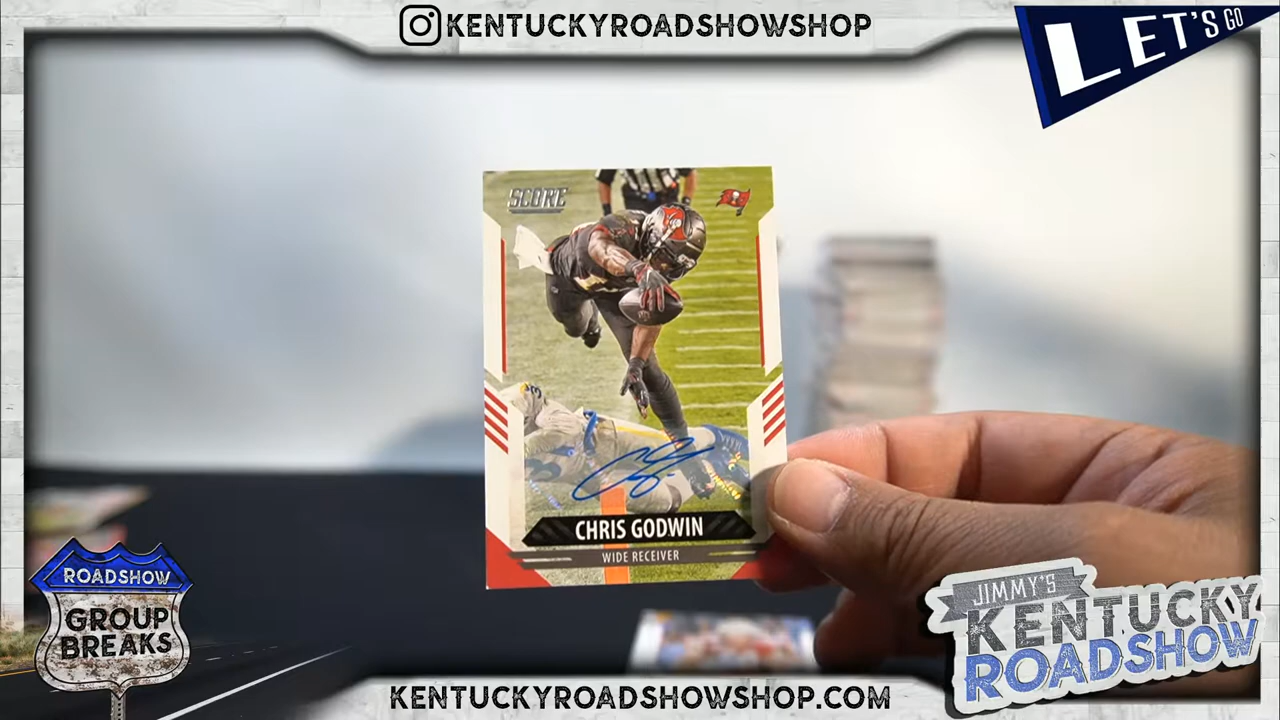 KENTUCKYROADSHOWSHOP
LET'S GO
SCORE
CHRIS GODWIN
WIDE RECEIVER
ROADSHOW
GROUP
BREAKS
JIMMY'S
KENTUCKY
ROADSHOW
KENTUCKYROADSHOWSHOP.COM